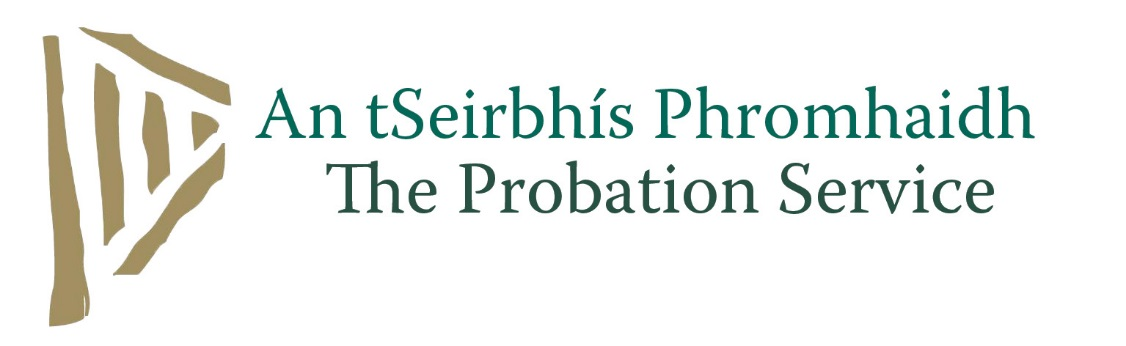 An tSeirbhís Phromhaidh
The Probation Service